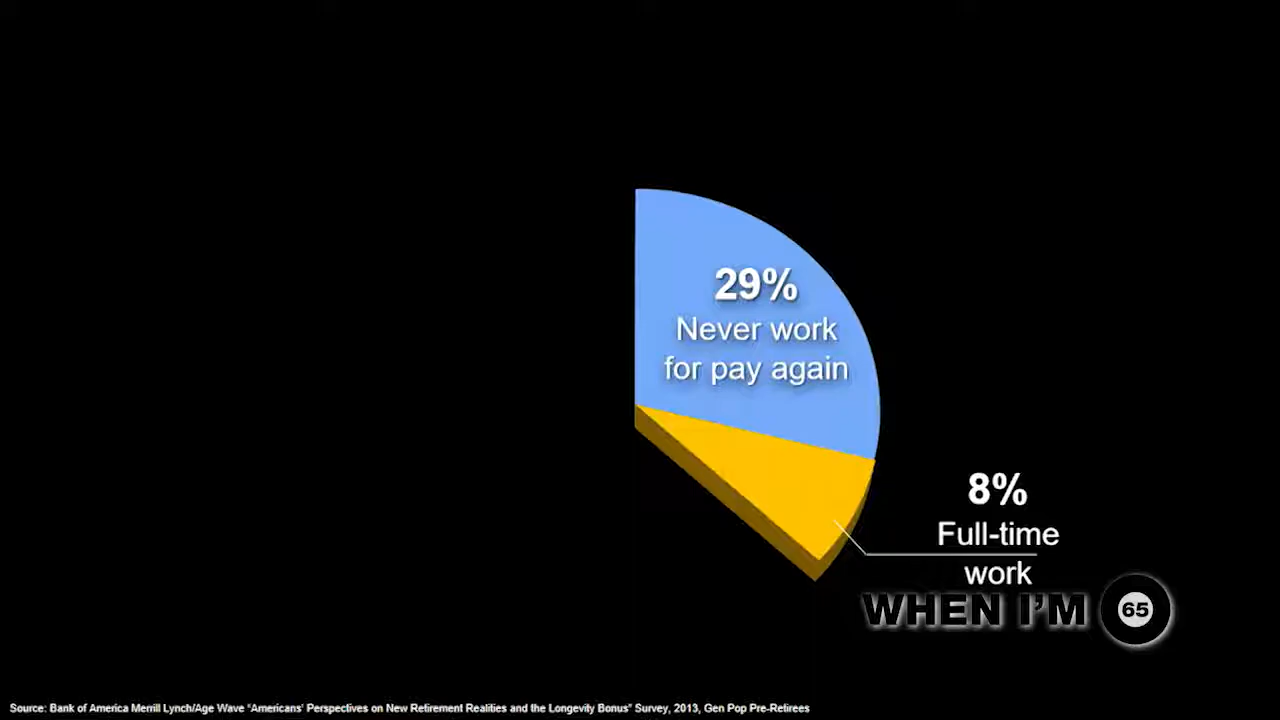 29%
Never work
for pay again
8%
Full-time
work
WHEN I'M 65
Source: Bank of America Merrill Lynch/Age Wave "Americans' Perspectives on New Retirement Realities and the Longevity Bonus" Survey, 2013, Gen Pop Pre-Retirees